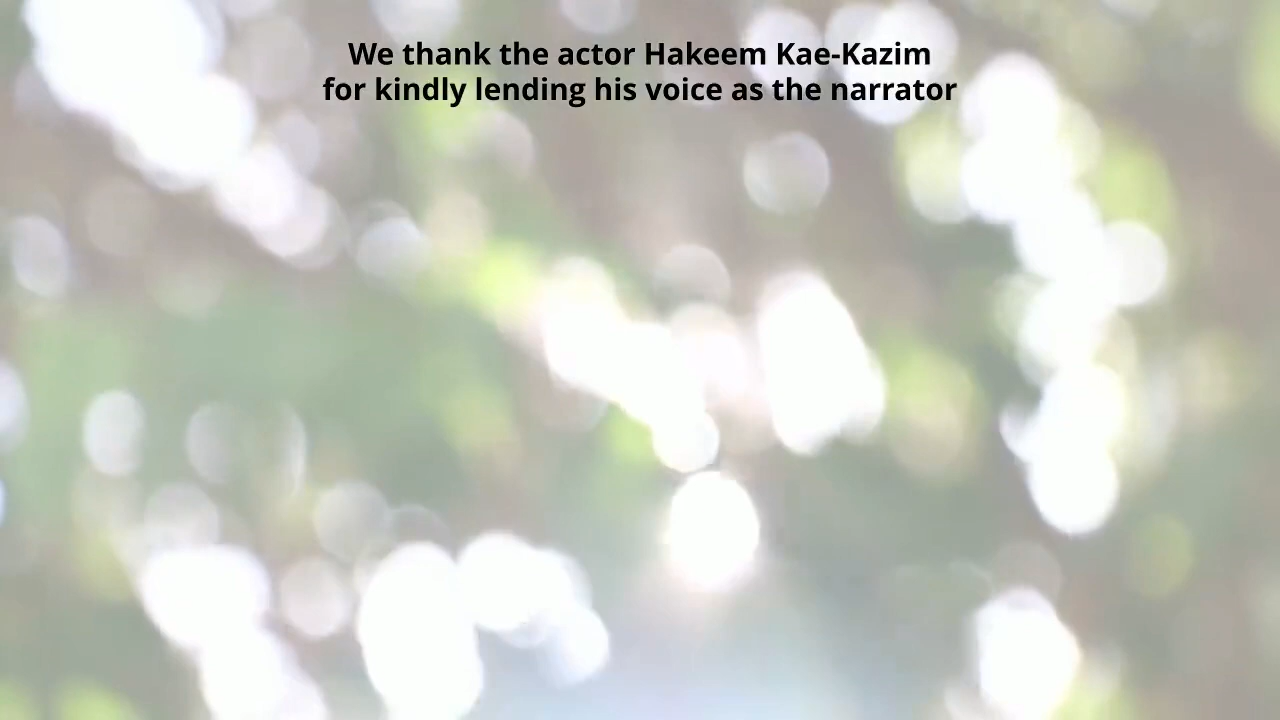 We thank the actor Hakeem Kae-Kazim
for kindly lending his voice as the narrator